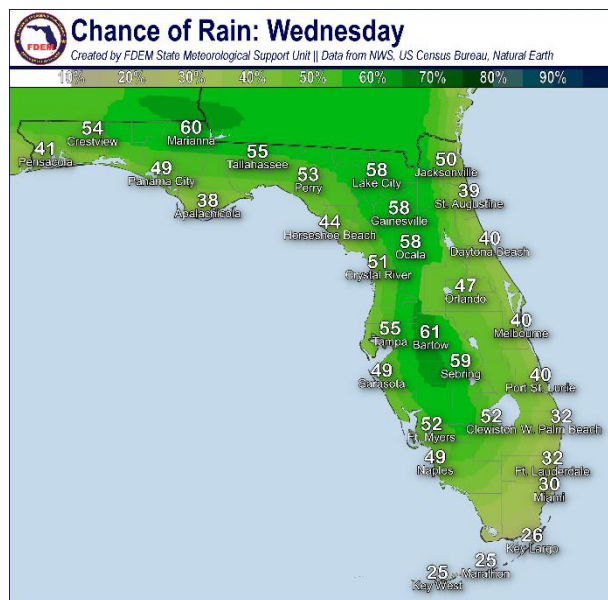 FDEM
Chance of Rain: Wednesday
Created by FDEM State Meteorological Support Unit || Data from NWS, US Census Bureau, Natural Earth
10% 20% 30% 40% 50% 60% 70% 80% 90%
54
Crestview
60
Marianna
41
Pensacola
49
Panama City
38
Apalachicola
55
Tallahassee
53
Perry
58
Lake City
50
Jacksonville
39
St. Augustine
58
Gainesville
44
Horseshoe Beach
58
Ocala
40
Daytona Beach
51
Crystal River
47
Orlando
40
Melbourne
55
Tampa
61
Bartow
59
Sebring
49
Sarasota
40
Port St. Lucie
52
Ft. Myers
52
Clewiston
32
W. Palm Beach
49
Naples
32
Ft. Lauderdale
30
Miami
26
Key Largo
25
Marathon
25
Key West